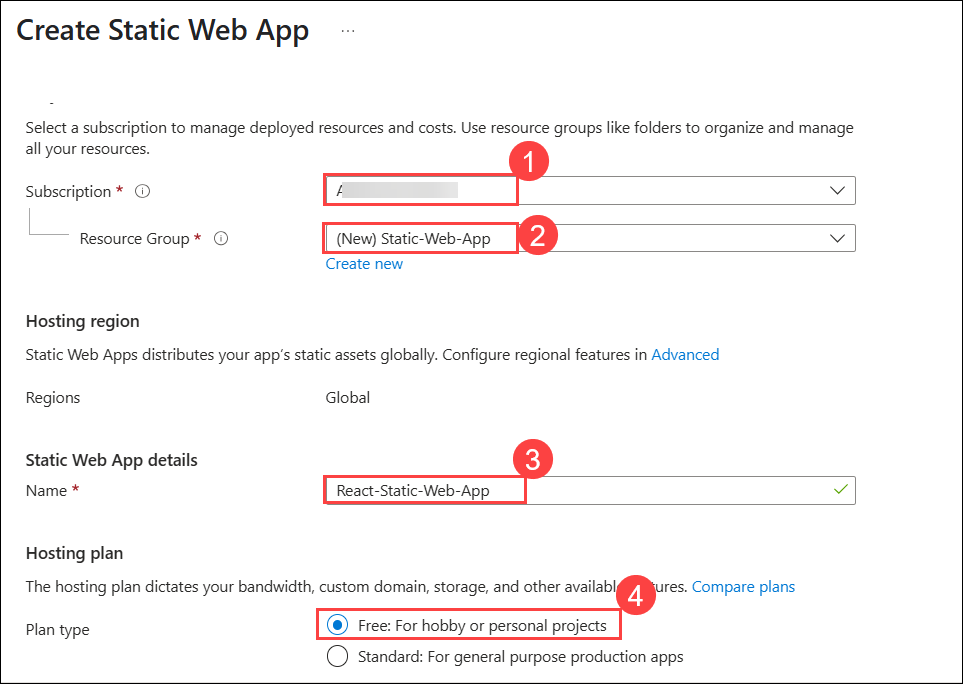 Create Static Web App ...
Select a subscription to manage deployed resources and costs. Use resource groups like folders to organize and manage
all your resources.
1
Subscription *
2
Resource Group * (New) Static-Web-App
Create new
Hosting region
Static Web Apps distributes your app's static assets globally. Configure regional features in Advanced
Regions Global
3
Static Web App details
Name * React-Static-Web-App
Hosting plan
The hosting plan dictates your bandwidth, custom domain, storage, and other Compare plans
4
Plan type Free: For hobby or personal projects
Standard: For general purpose production apps